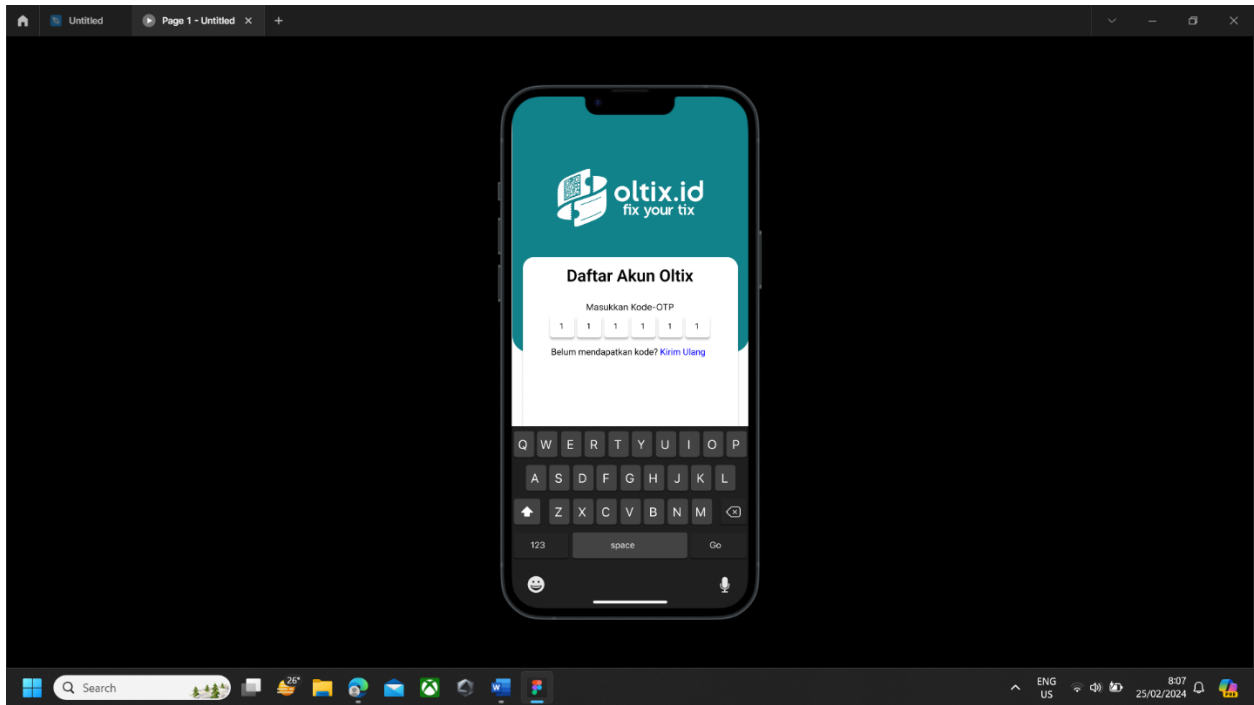 Untitled
Page 1 - Untitled
oltix.id
fix your tix
Daftar Akun Oltix
Masukkan Kode-OTP
1 1 1 1 1 1
Belum mendapatkan kode? Kirim Ulang
Q W E R T Y U I O P
A S D F G H J K L
Z X C V B N M
123 space Go
Search
26°
ENG
US
8:07
25/02/2024
PRE